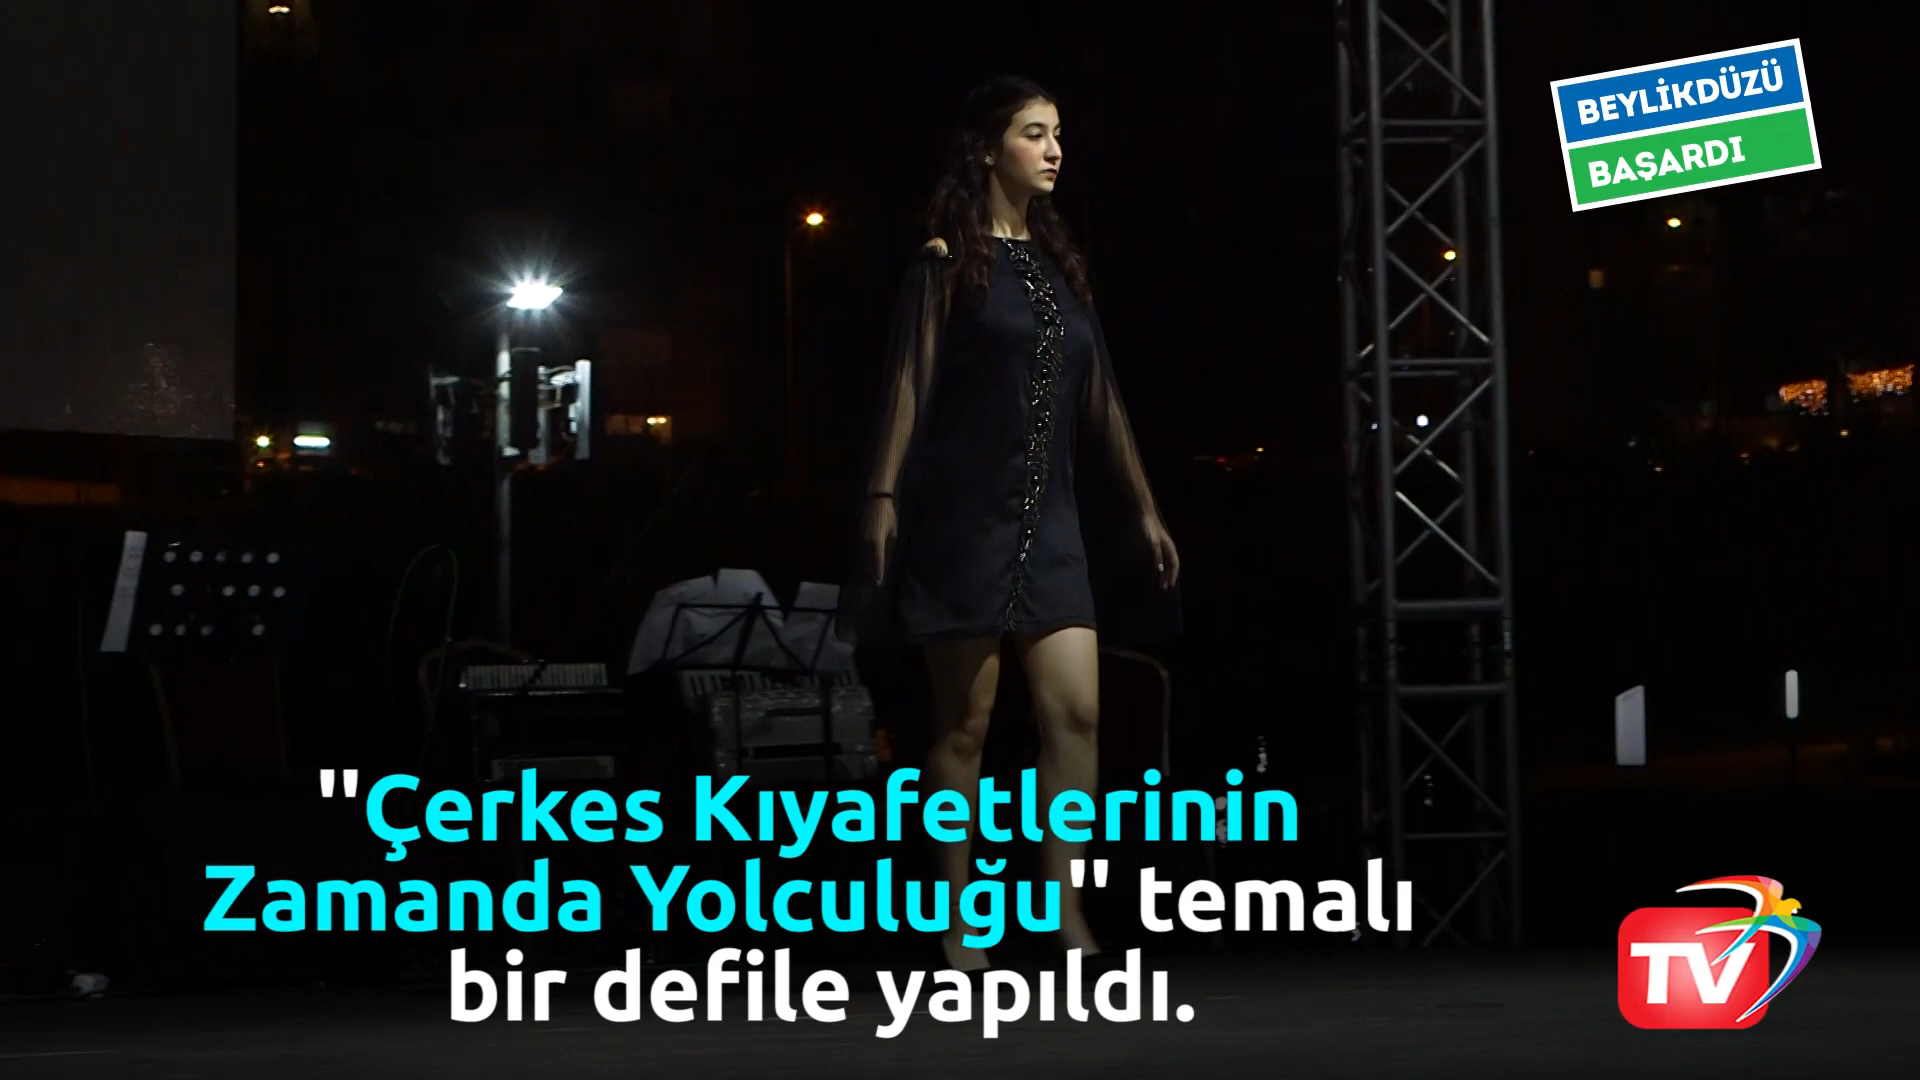 BEYLİKDÜZÜ
BAŞARDI
"Çerkes Kıyafetlerinin
Zamanda Yolculuğu" temalı
bir defile yapıldı.
TV